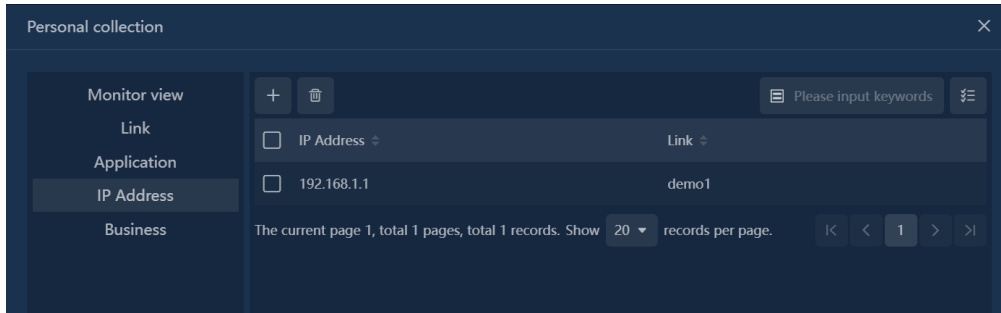 Personal collection
Monitor view
Link
Application
IP Address
Business
Please input keywords
IP Address Link
192.168.1.1 demo1
The current page 1, total 1 pages, total 1 records. Show 20 records per page. 1